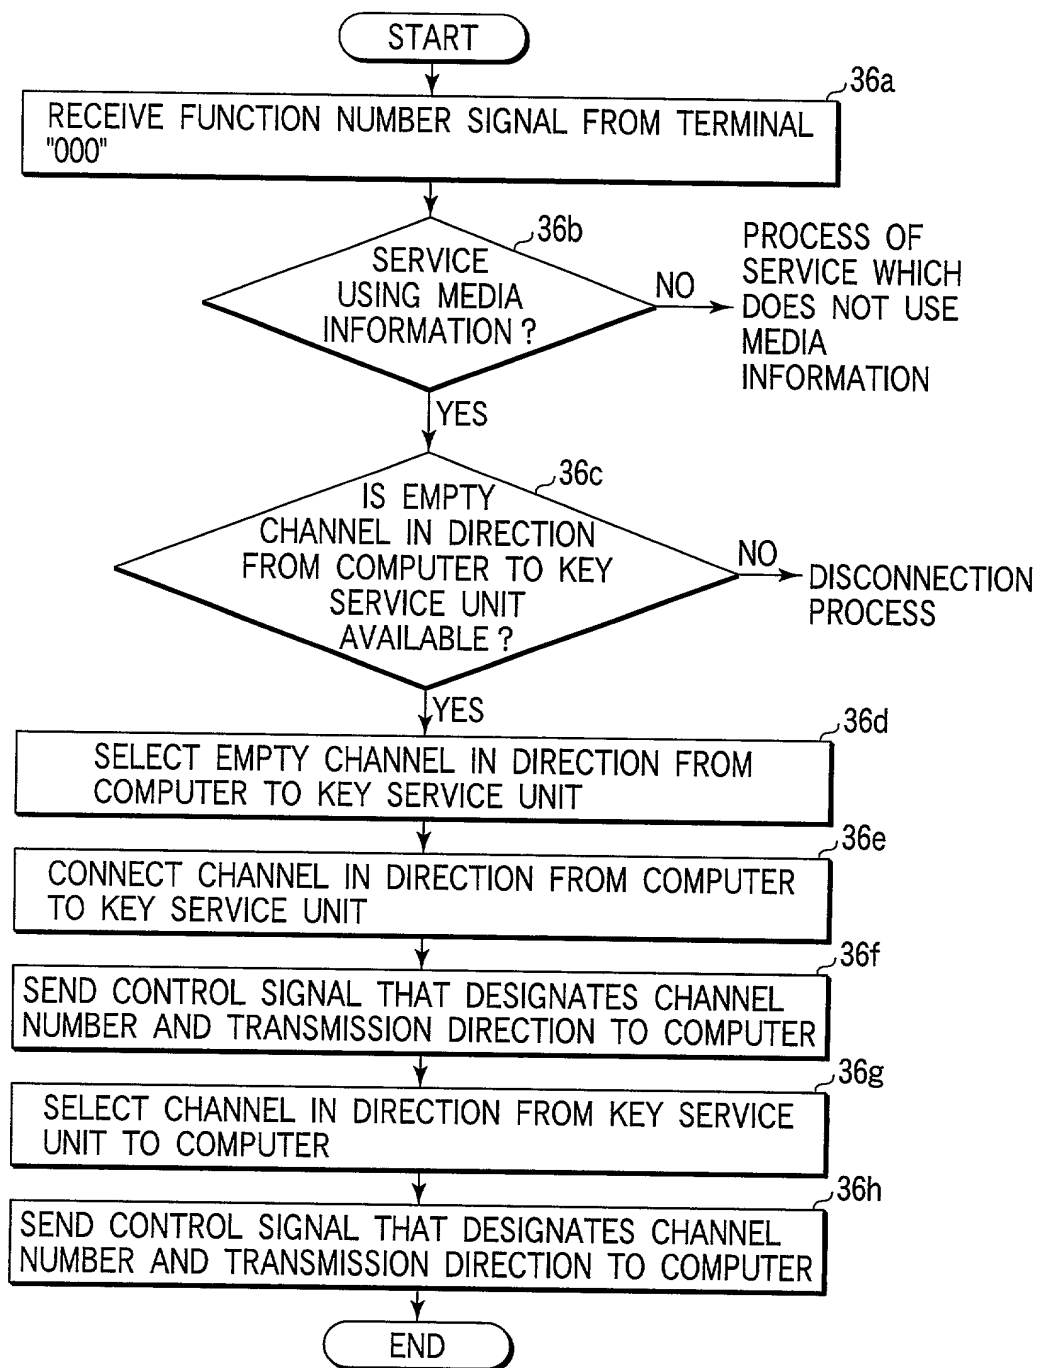 START
36a
RECEIVE FUNCTION NUMBER SIGNAL FROM TERMINAL
"000"
36b
SERVICE
USING MEDIA
INFORMATION ?
NO
PROCESS OF
SERVICE WHICH
DOES NOT USE
MEDIA
INFORMATION
YES
36c
IS EMPTY
CHANNEL IN DIRECTION
FROM COMPUTER TO KEY
SERVICE UNIT
AVAILABLE ?
NO
DISCONNECTION
PROCESS
YES
36d
SELECT EMPTY CHANNEL IN DIRECTION FROM
COMPUTER TO KEY SERVICE UNIT
36e
CONNECT CHANNEL IN DIRECTION FROM COMPUTER
TO KEY SERVICE UNIT
36f
SEND CONTROL SIGNAL THAT DESIGNATES CHANNEL
NUMBER AND TRANSMISSION DIRECTION TO COMPUTER
36g
SELECT CHANNEL IN DIRECTION FROM KEY SERVICE
UNIT TO COMPUTER
36h
SEND CONTROL SIGNAL THAT DESIGNATES CHANNEL
NUMBER AND TRANSMISSION DIRECTION TO COMPUTER
END